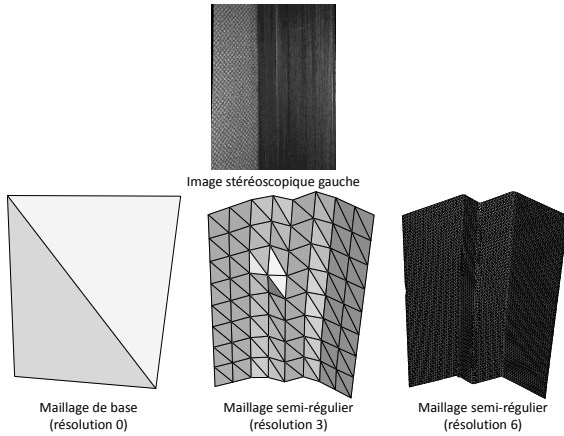 Image stéréoscopique gauche
Maillage de base
(résolution 0)
Maillage semi-régulier
(résolution 3)
Maillage semi-régulier
(résolution 6)